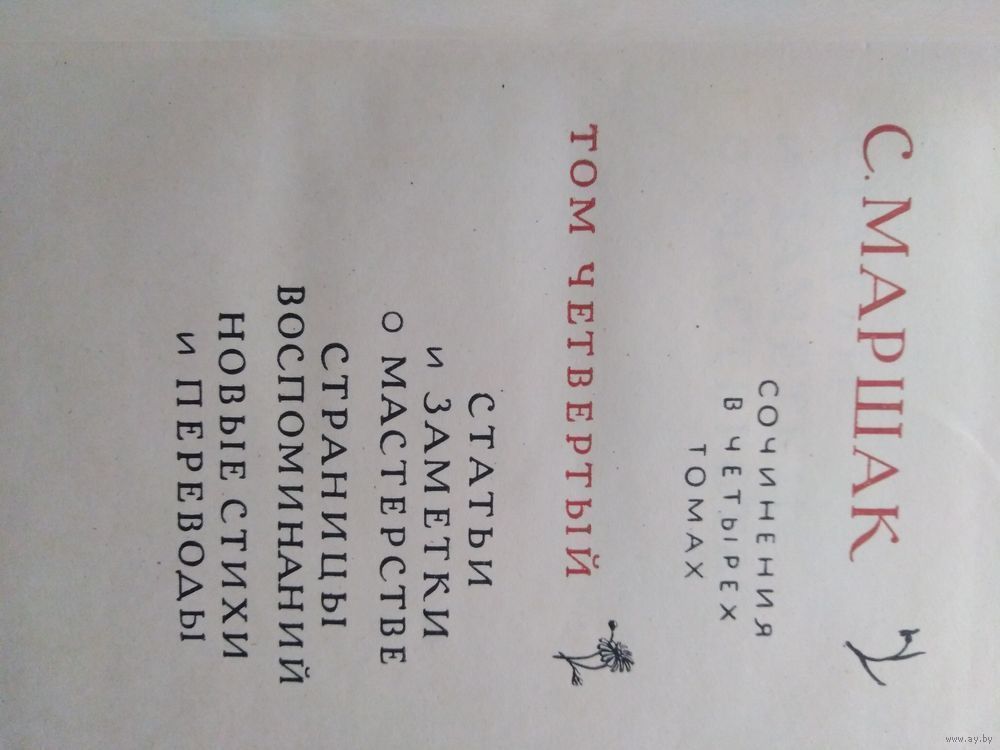 С. МАРШАК
СОЧИНЕНИЯ
В ЧЕТЫРЕХ
ТОМАХ
ТОМ ЧЕТВЕРТЫЙ
СТАТЬИ
И ЗАМЕТКИ
О МАСТЕРСТВЕ
СТРАНИЦЫ
ВОСПОМИНАНИЙ
НОВЫЕ СТИХИ
И ПЕРЕВОДЫ
www.ay.by